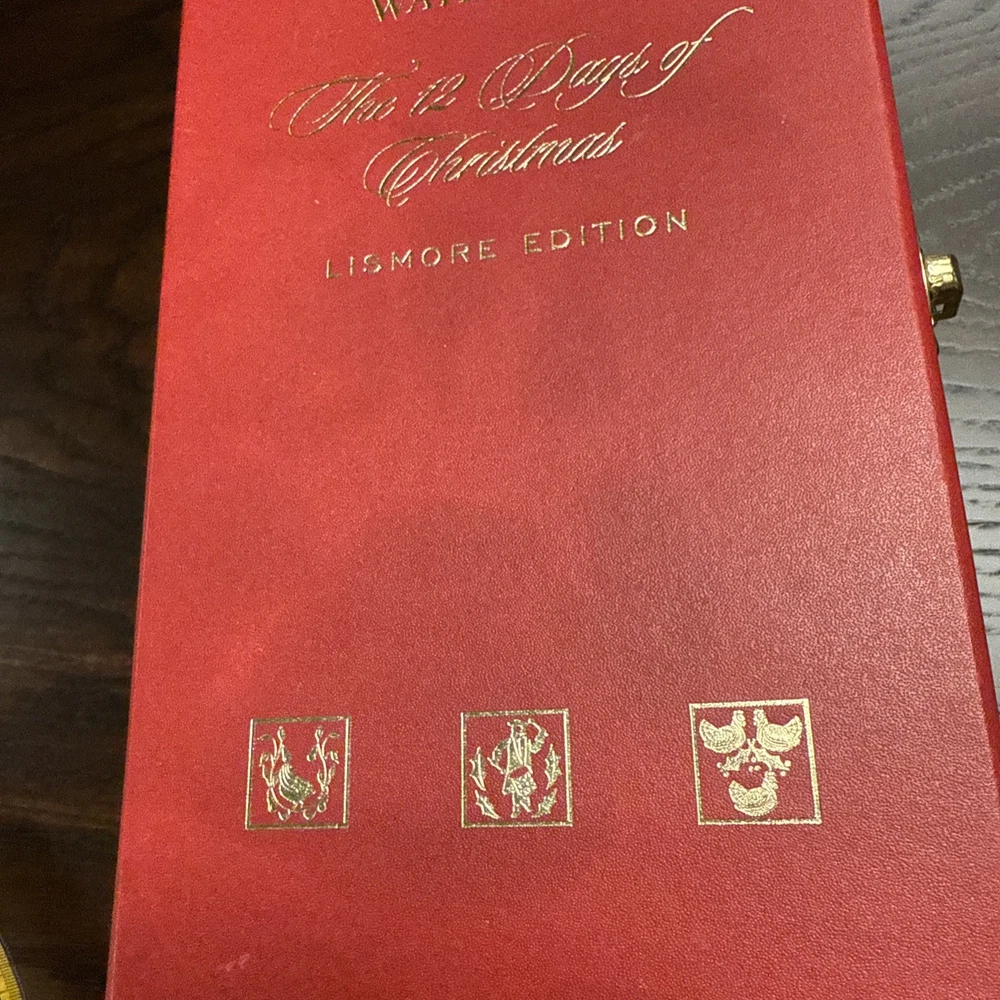 The 12 Days of
Christmas
LISMORE EDITION